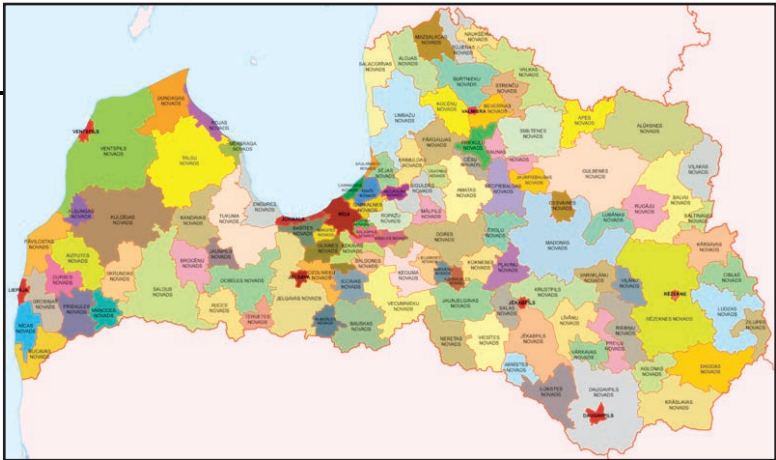 MAZSALACAS
NOVADS
NAUKŠĒNU
NOVADS
RŪJIENAS
NOVADS
SALACGRĪVAS
NOVADS
ALOJAS
NOVADS
VALKAS
NOVADS
BURTNIEKU
NOVADS
STRENČU
NOVADS
DUNDAGAS
NOVADS
ROJAS
NOVADS
LIMBAŽU
NOVADS
KOCĒNU
NOVADS
VALMIERA
BEVERĪNAS
NOVADS
SMILTENES
NOVADS
APES
NOVADS
ALŪKSNES
NOVADS
VENTSPILS
VENTSPILS
NOVADS
MĒRSRAGA
NOVADS
TALSU
NOVADS
PĀRGAUJAS
NOVADS
PRIEKUĻU
NOVADS
RAUNAS
NOVADS
CĒSU
NOVADS
GULBENES
NOVADS
VIĻAKAS
NOVADS
SĒJAS
NOVADS
KRIMULDAS
NOVADS
SIGULDAS
NOVADS
AMATAS
NOVADS
VECPIEBALGAS
NOVADS
JAUNPIEBALGAS
NOVADS
ALSUNGAS
NOVADS
KULDĪGAS
NOVADS
KANDAVAS
NOVADS
TUKUMA
NOVADS
ENGURES
NOVADS
JŪRMALA
RĪGA
GARKALNES
NOVADS
ROPAŽU
NOVADS
MĀLPILS
NOVADS
CESVAINES
NOVADS
LUBĀNAS
NOVADS
RUGĀJU
NOVADS
BALVU
NOVADS
BALTINAVAS
NOVADS
PĀVILOSTAS
NOVADS
AIZPUTES
NOVADS
BABĪTES
NOVADS
OGRES
NOVADS
ĒRGĻU
NOVADS
MADONAS
NOVADS
KĀRSAVAS
NOVADS
DURBES
NOVADS
SKRUNDAS
NOVADS
BROCĒNU
NOVADS
JAUNPILS
NOVADS
OLAINES
NOVADS
BALDONES
NOVADS
ĶEGUMA
NOVADS
KOKNESES
NOVADS
PĻAVIŅU
NOVADS
VARAKĻĀNU
NOVADS
VIĻĀNU
NOVADS
RĒZEKNE
CIBLAS
NOVADS
LIEPĀJA
GROBIŅAS
NOVADS
SALDUS
NOVADS
DOBELES NOVADS
JELGAVA
OZOLNIEKU
NOVADS
IECAVAS
NOVADS
JELGAVAS NOVADS
KRUSTPILS
NOVADS
RĒZEKNES NOVADS
LUDZAS
NOVADS
ZILUPES
NOVADS
NĪCAS
NOVADS
PRIEKULES
NOVADS
VAIŅODES
NOVADS
AUCES
NOVADS
TĒRVETES
NOVADS
BAUSKAS
NOVADS
VECUMNIEKU
NOVADS
JAUNJELGAVAS
NOVADS
JĒKABPILS
SALAS
NOVADS
LĪVĀNU
NOVADS
RIEBIŅU
NOVADS
PREIĻU
NOVADS
RUCAVAS
NOVADS
NERETAS
NOVADS
VIESĪTES
NOVADS
JĒKABPILS
NOVADS
VĀRKAVAS
NOVADS
AGLONAS
NOVADS
DAGDAS
NOVADS
AKNĪSTES
NOVADS
ILŪKSTES
NOVADS
DAUGAVPILS
NOVADS
KRĀSLAVAS
NOVADS
DAUGAVPILS